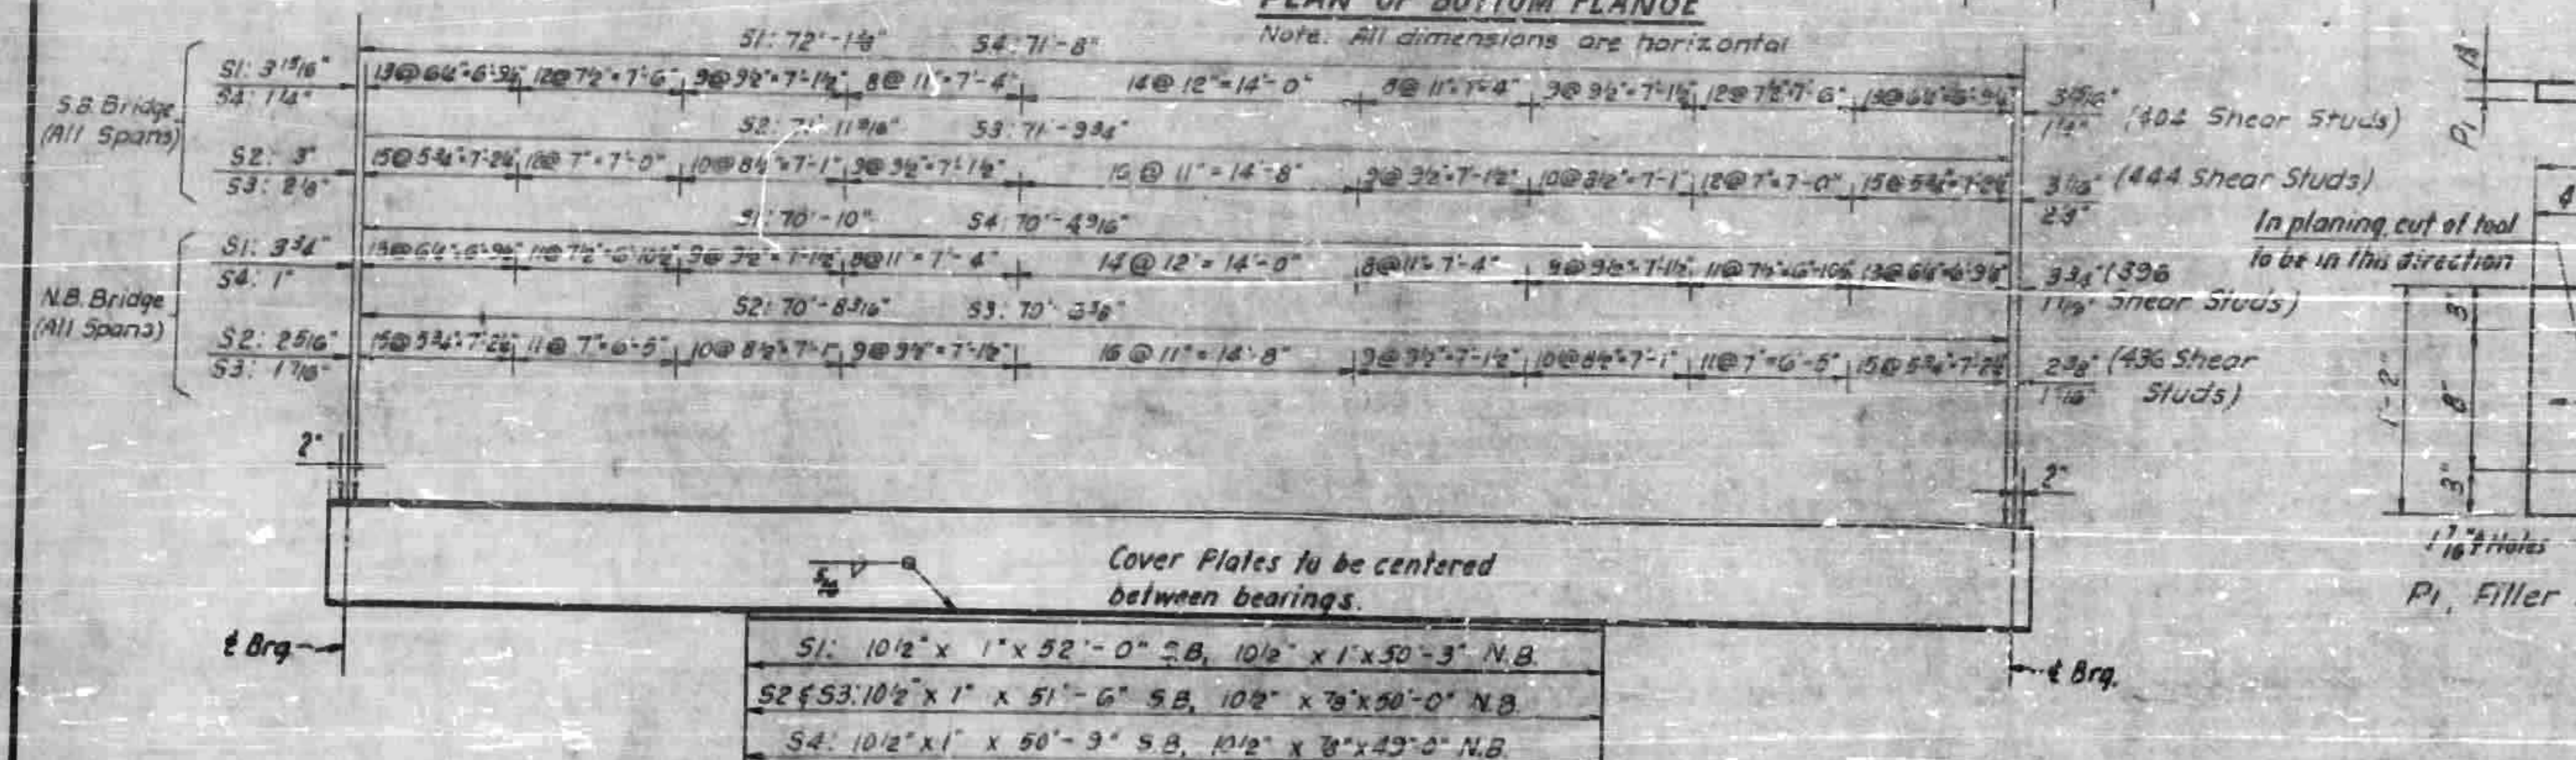 PLAN OF BOTTOM FLANGE
Note. All dimensions are horizontal
S.B. Bridge
(All Spans)
S1: 72'-1⅛" S4: 71'-8"
S1: 3 15/16"
S4: 1¼"
13@6¼"=6'-9¼" 12@7½"=7'-6" 9@9½"=7'-1½" 8@11"=7'-4" 14@12"=14'-0" 8@11"=7'-4" 9@9½"=7'-1½" 12@7½"=7'-6" 13@6¼"=6'-9¼"
3 15/16"
1¼" (404 Shear Studs)
S2: 71'-11 9/16" S3: 71'-9¾"
S2: 3"
S3: 2⅛"
15@5¾"=7'-2¼" 12@7"=7'-0" 10@8½"=7'-1" 9@9½"=7'-1½" 16@11"=14'-8" 9@9½"=7'-1½" 10@8½"=7'-1" 12@7"=7'-0" 15@5¾"=7'-2¼"
3 1/16" (444 Shear Studs)
N.B. Bridge
(All Spans)
S1: 70'-10" S4: 70'-4 9/16"
S1: 3¾"
S4: 1"
13@6¼"=6'-9¼" 11@7½"=6'-10½" 9@9½"=7'-1½" 8@11"=7'-4" 14@12"=14'-0" 8@11"=7'-4" 9@9½"=7'-1½" 11@7½"=6'-10½" 13@6¼"=6'-9¼"
3¾" (396
Shear Studs)
S2: 70'-8 3/16" S3: 70'-3⅜"
S2: 2 5/16"
S3: 1 7/16"
15@5¾"=7'-2¼" 11@7"=6'-5" 10@8½"=7'-1" 9@9½"=7'-1½" 16@11"=14'-8" 9@9½"=7'-1½" 10@8½"=7'-1" 11@7"=6'-5" 15@5¾"=7'-2¼"
2⅜" (436 Shear
Studs)
2" 2"
5/16
Cover Plates to be centered
between bearings.
℄ Brg ℄ Brg.
S1: 10½" x 1" x 52'-0" S.B, 10½" x 1" x 50'-3" N.B.
S2 & S3: 10½" x 1" x 51'-6" S.B, 10½" x ⅞" x 50'-0" N.B.
S4: 10½" x 1" x 50'-9" S.B, 10½" x ⅞" x 49'-0" N.B.
P1
4
In planing, cut of tool
to be in this direction
1'-2"
3"
8"
3"
1 7/16"φ Holes
P1, Filler